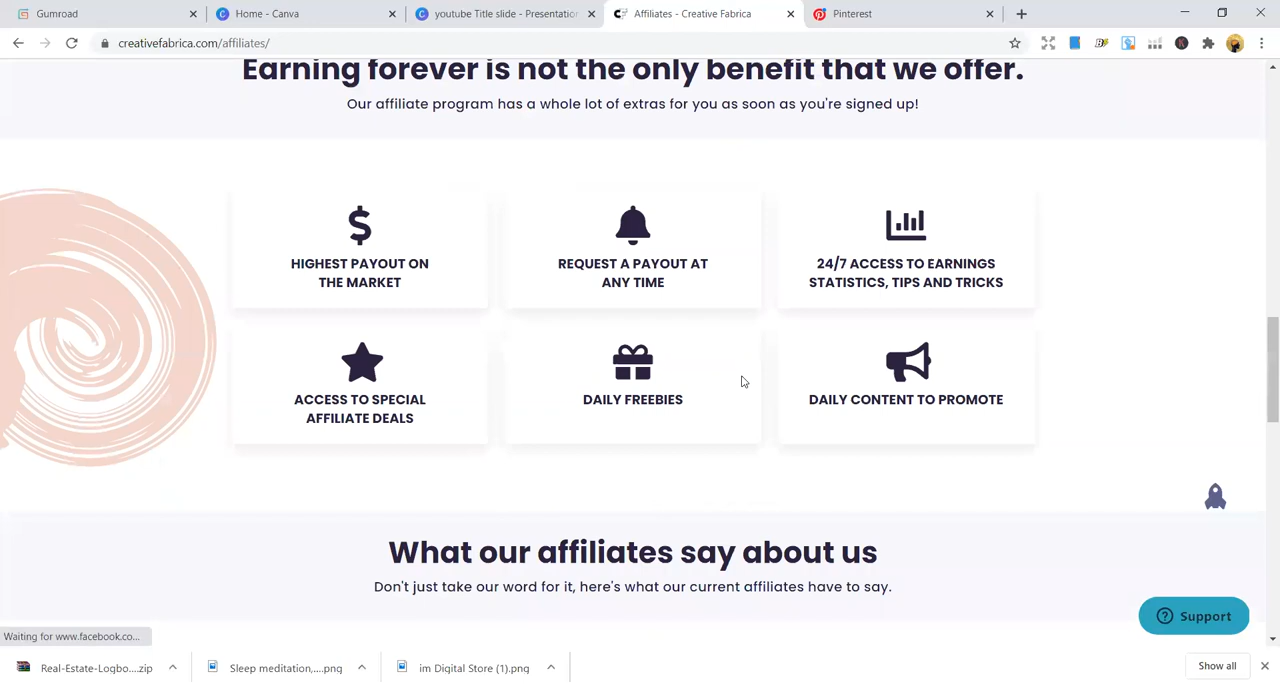 Gumroad
Home - Canva
youtube Title slide - Presentation
Affiliates - Creative Fabrica
Pinterest
creativefabrica.com/affiliates/
Earning forever is not the only benefit that we offer.
Our affiliate program has a whole lot of extras for you as soon as you're signed up!
HIGHEST PAYOUT ON
THE MARKET
REQUEST A PAYOUT AT
ANY TIME
24/7 ACCESS TO EARNINGS
STATISTICS, TIPS AND TRICKS
ACCESS TO SPECIAL
AFFILIATE DEALS
DAILY FREEBIES
DAILY CONTENT TO PROMOTE
What our affiliates say about us
Don't just take our word for it, here's what our current affiliates have to say.
Support
Waiting for www.facebook.co...
Real-Estate-Logbo....zip
Sleep meditation,....png
im Digital Store (1).png
Show all